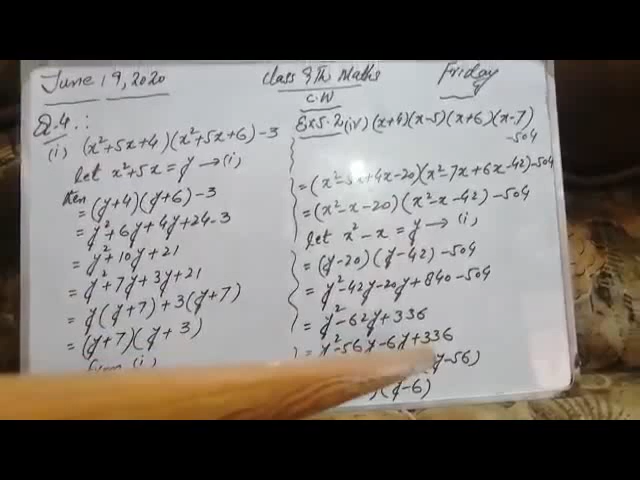 June 19, 2020
Class 9th Maths
Friday
C.W
Q.4.:
(i) (x²+5x+4)(x²+5x+6)-3
Let x²+5x = y → (i)
then
= (y+4)(y+6)-3
= y²+6y+4y+24-3
= y²+10y+21
= y²+7y+3y+21
= y(y+7)+3(y+7)
= (y+7)(y+3)
From (i)
Ex 5.2 (iv) (x+4)(x-5)(x+6)(x-7)
-504
= (x²-5x+4x-20)(x²-7x+6x-42)-504
= (x²-x-20)(x²-x-42)-504
let x²-x = y → (i)
= (y-20)(y-42)-504
= y²-42y-20y+840-504
= y²-62y+336
= y²-56y-6y+336
(y-56)
)(y-6)